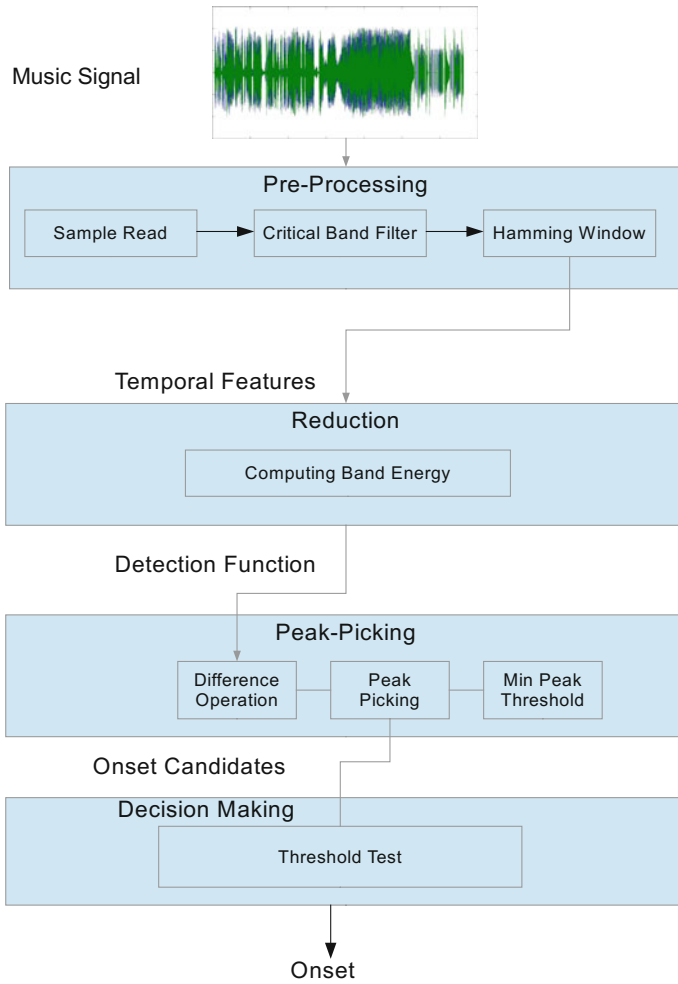 Music Signal
Pre-Processing
Sample Read
Critical Band Filter
Hamming Window
Temporal Features
Reduction
Computing Band Energy
Detection Function
Peak-Picking
Difference
Operation
Peak
Picking
Min Peak
Threshold
Onset Candidates
Decision Making
Threshold Test
Onset